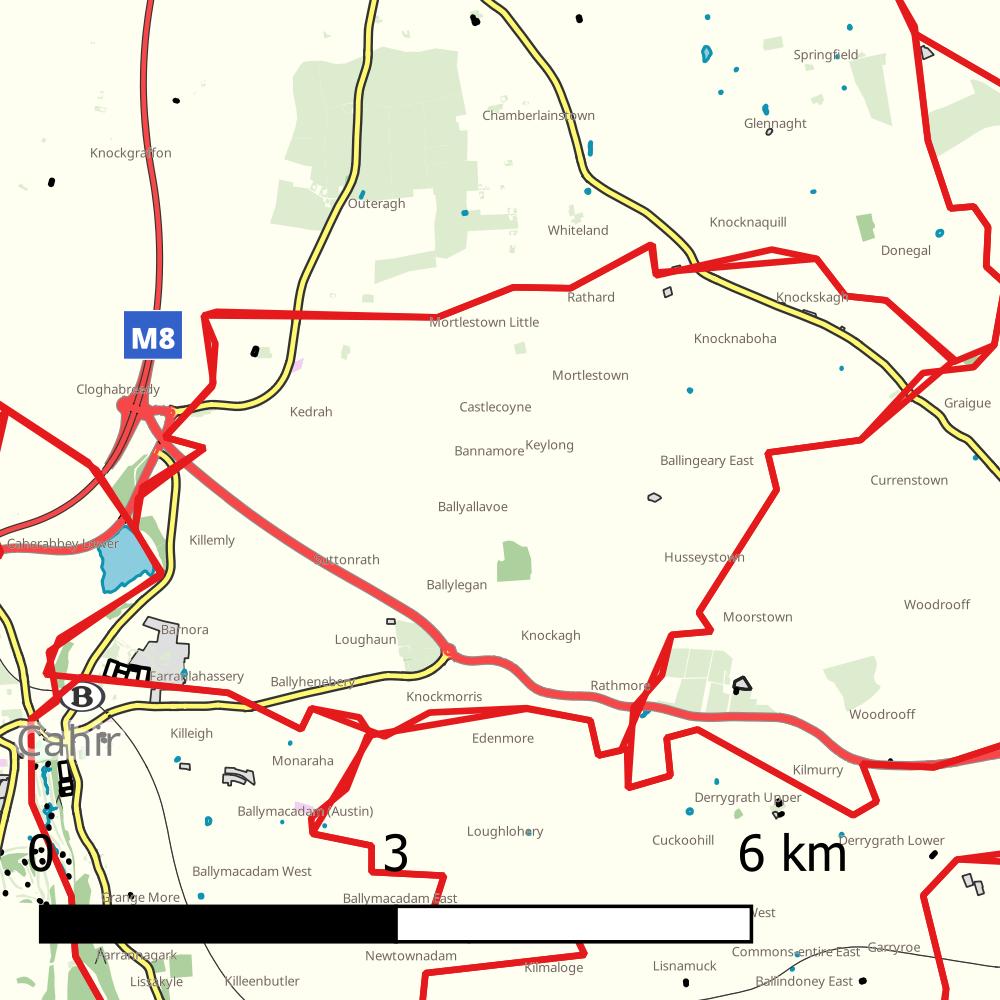 Springfield
Chamberlainstown
Glennaght
Knockgraffon
Outeragh
Knocknaquill
Whiteland
Donegal
Rathard
Knockskagh
Mortlestown Little
M8
Knocknaboha
Mortlestown
Cloghabreedy
Castlecoyne
Graigue
Kedrah
Keylong
Bannamore
Ballingeary East
Currenstown
Ballyallavoe
Killemly
Caherabbey Lower
Suttonrath
Husseystown
Ballylegan
Woodrooff
Moorstown
Barnora
Loughaun
Knockagh
Farranlahassery
Ballyhenebery
Rathmore
B
Knockmorris
Woodrooff
Killeigh
Edenmore
Cahir
Monaraha
Kilmurry
Derrygrath Upper
Ballymacadam (Austin)
Loughlohery
Cuckoohill
Derrygrath Lower
0 3 6 km
Ballymacadam West
Grange More
Ballymacadam East
West
Garryroe
Commons entire East
Farrannagark
Newtownadam
Kilmaloge
Lisnamuck
Lissakyle
Killeenbutler
Ballindoney East